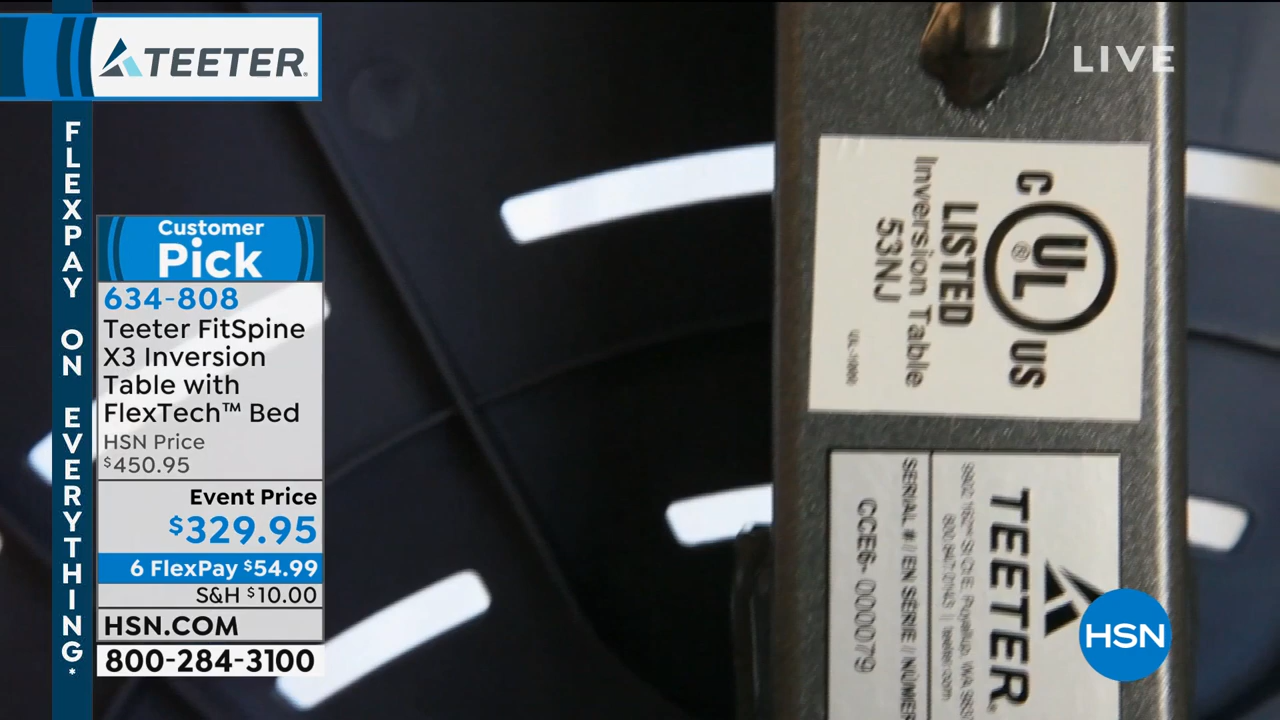 TEETER®
FLEXPAY ON EVERYTHING*
Customer
Pick
634-808
Teeter FitSpine
X3 Inversion
Table with
FlexTech™ Bed
HSN Price
$450.95
Event Price
$329.95
6 FlexPay $54.99
S&H $10.00
HSN.COM
800-284-3100
LIVE
C UL® US
LISTED
Inversion Table
53NJ
TEETER
SERIAL # / EN SÉRIE / NÚMER
CCE6-0000079
HSN